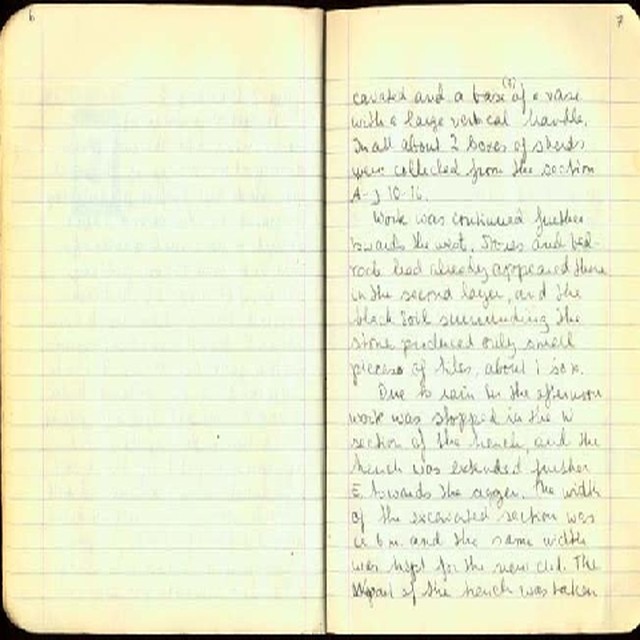 6
7
cavated and a base (?) of a vase
with a large vertical handle.
In all about 2 boxes of sherds
were collected from the section
A-J 10-16.
Work was continued further
towards the west. Stones and bed-
rock had already appeared there
in the second layer, and the
black soil surrounding the
stone produced only small
pieces of tiles, about 1 box.
Due to rain in the afternoon
work was stopped in the W
section of the trench, and the
trench was extended further
E towards the agger. The width
of the excavated section was
6 m. and the same width
was kept for the new cut. The
part of the trench was taken